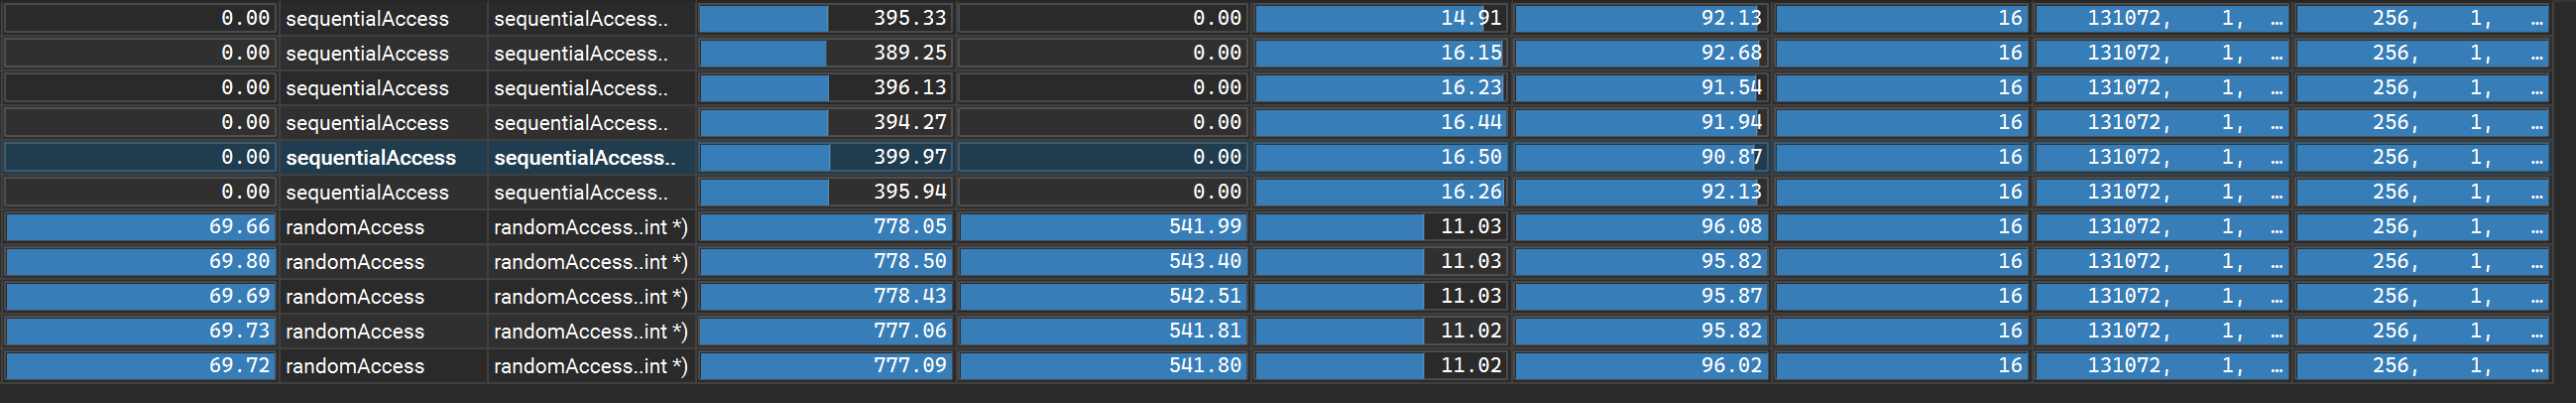 0.00 sequentialAccess sequentialAccess.. 395.33 0.00 14.91 92.13 16 131072, 1, … 256, 1, …
0.00 sequentialAccess sequentialAccess.. 389.25 0.00 16.15 92.68 16 131072, 1, … 256, 1, …
0.00 sequentialAccess sequentialAccess.. 396.13 0.00 16.23 91.54 16 131072, 1, … 256, 1, …
0.00 sequentialAccess sequentialAccess.. 394.27 0.00 16.44 91.94 16 131072, 1, … 256, 1, …
0.00 sequentialAccess sequentialAccess.. 399.97 0.00 16.50 90.87 16 131072, 1, … 256, 1, …
0.00 sequentialAccess sequentialAccess.. 395.94 0.00 16.26 92.13 16 131072, 1, … 256, 1, …
69.66 randomAccess randomAccess..int *) 778.05 541.99 11.03 96.08 16 131072, 1, … 256, 1, …
69.80 randomAccess randomAccess..int *) 778.50 543.40 11.03 95.82 16 131072, 1, … 256, 1, …
69.69 randomAccess randomAccess..int *) 778.43 542.51 11.03 95.87 16 131072, 1, … 256, 1, …
69.73 randomAccess randomAccess..int *) 777.06 541.81 11.02 95.82 16 131072, 1, … 256, 1, …
69.72 randomAccess randomAccess..int *) 777.09 541.80 11.02 96.02 16 131072, 1, … 256, 1, …